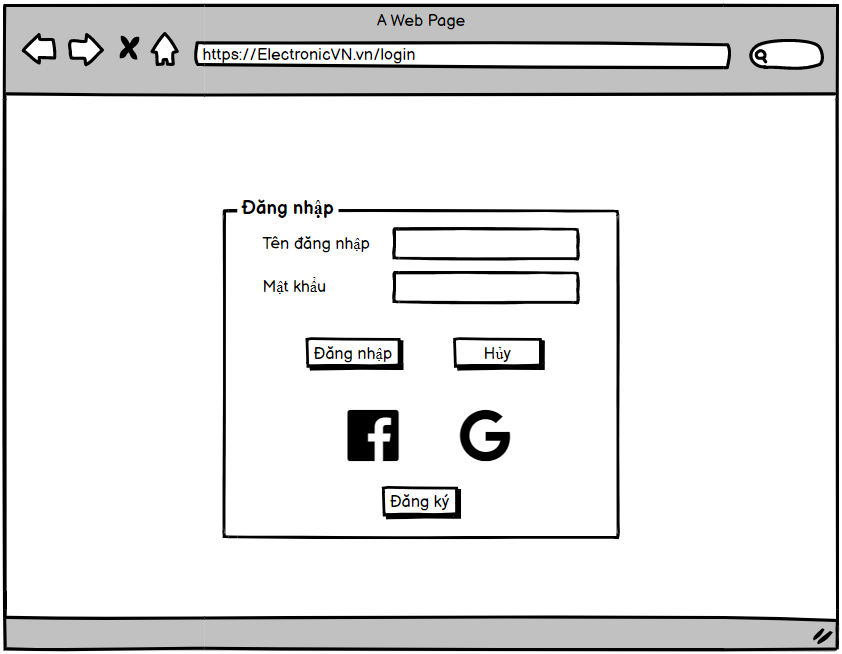 A Web Page
https://ElectronicVN.vn/login
Đăng nhập
Tên đăng nhập
Mật khẩu
Đăng nhập
Hủy
Đăng ký